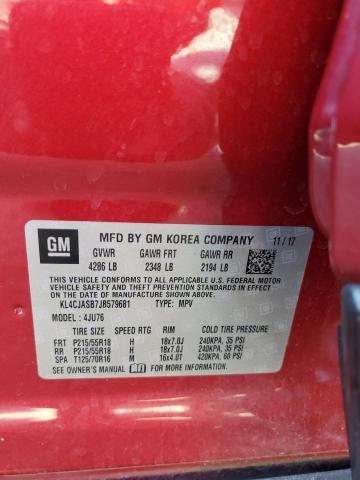 GM
MFD BY GM KOREA COMPANY 11/17
GVWR GAWR FRT GAWR RR
4286 LB 2348 LB 2194 LB
THIS VEHICLE CONFORMS TO ALL APPLICABLE U.S. FEDERAL MOTOR
VEHICLE SAFETY, BUMPER, AND THEFT PREVENTION STANDARDS
IN EFFECT ON THE DATE OF MANUFACTURE SHOWN ABOVE.
KL4CJASB7JB579681 TYPE: MPV
MODEL : 4JU76
TIRE SIZE SPEED RTG RIM COLD TIRE PRESSURE
FRT P215/55R18 H 18x7.0J 240KPA, 35 PSI
RR P215/55R18 H 18x7.0J 240KPA, 35 PSI
SPA T125/70R16 M 16x4.0T 420KPA, 60 PSI
SEE OWNER'S MANUAL FOR MORE INFORMATION.